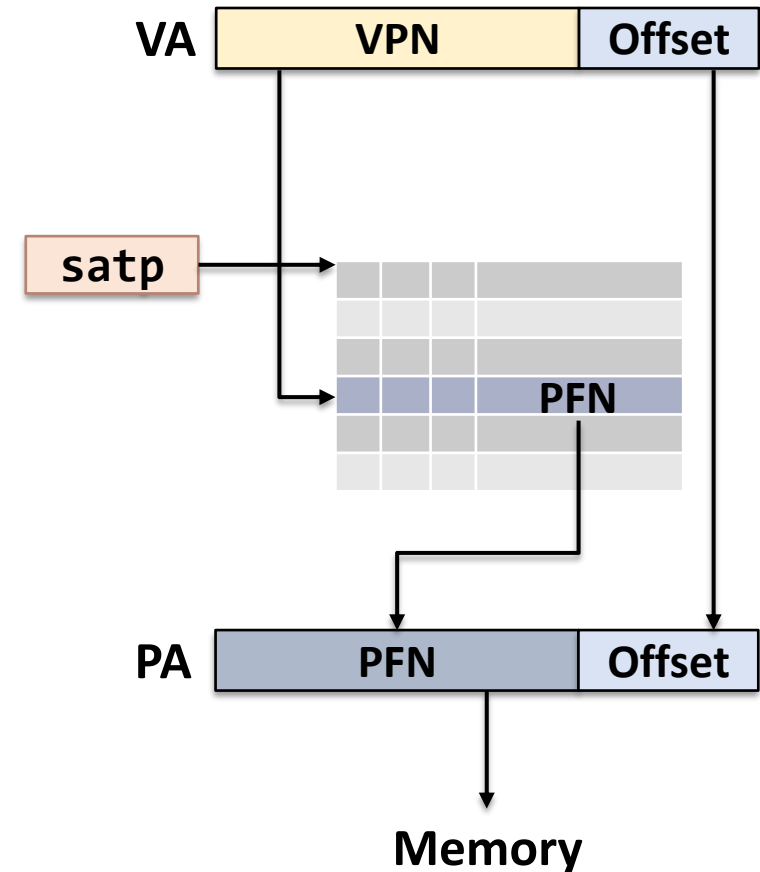 VA VPN Offset
satp
PFN
PA PFN Offset
Memory